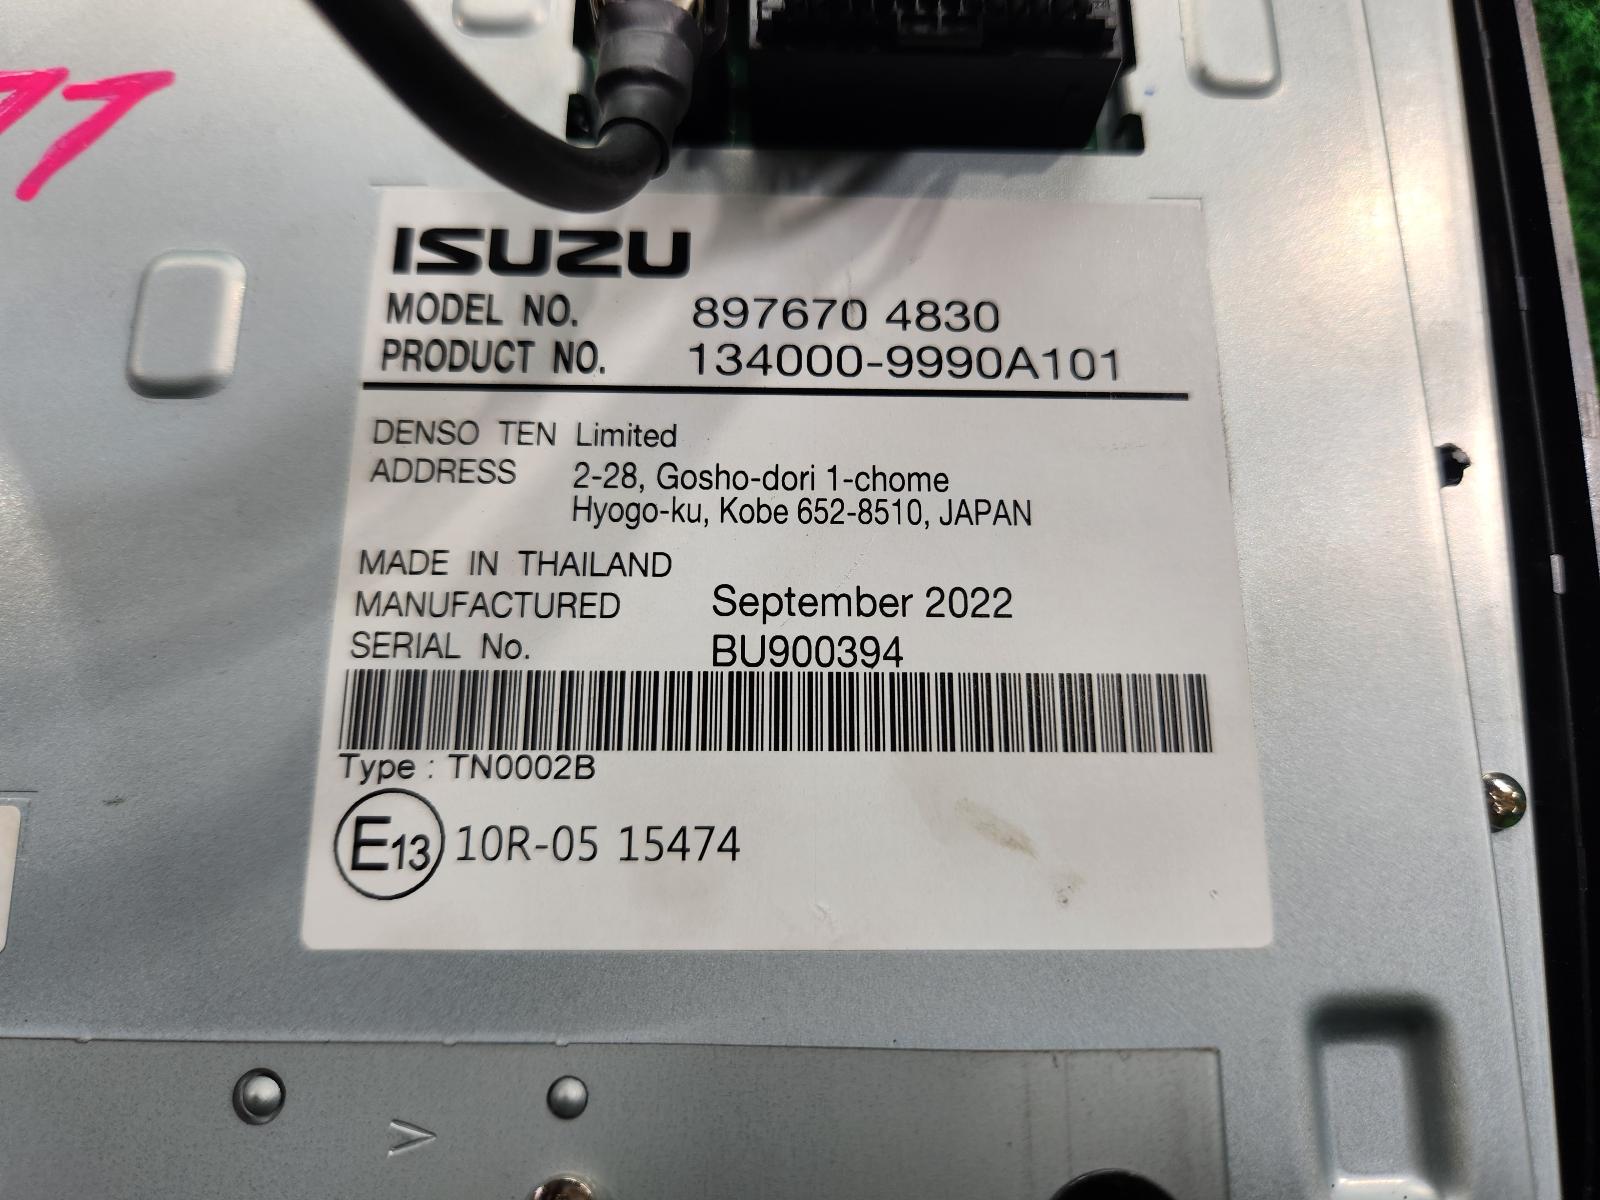 11
ISUZU
MODEL NO. 897670 4830
PRODUCT NO. 134000-9990A101
DENSO TEN Limited
ADDRESS 2-28, Gosho-dori 1-chome
Hyogo-ku, Kobe 652-8510, JAPAN
MADE IN THAILAND
MANUFACTURED September 2022
SERIAL No. BU900394
Type : TN0002B
E13 10R-05 15474